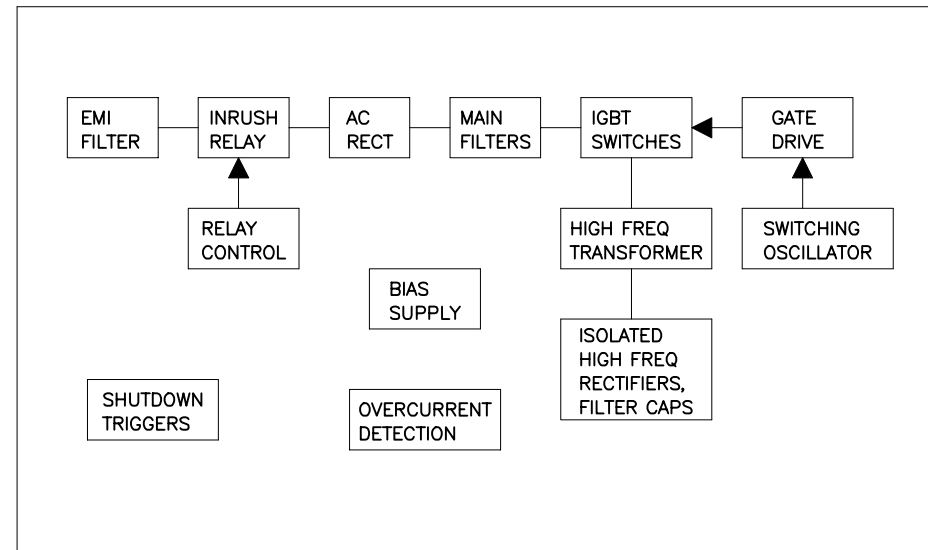 EMI
FILTER
INRUSH
RELAY
AC
RECT
MAIN
FILTERS
IGBT
SWITCHES
GATE
DRIVE
RELAY
CONTROL
HIGH FREQ
TRANSFORMER
SWITCHING
OSCILLATOR
BIAS
SUPPLY
ISOLATED
HIGH FREQ
RECTIFIERS,
FILTER CAPS
SHUTDOWN
TRIGGERS
OVERCURRENT
DETECTION